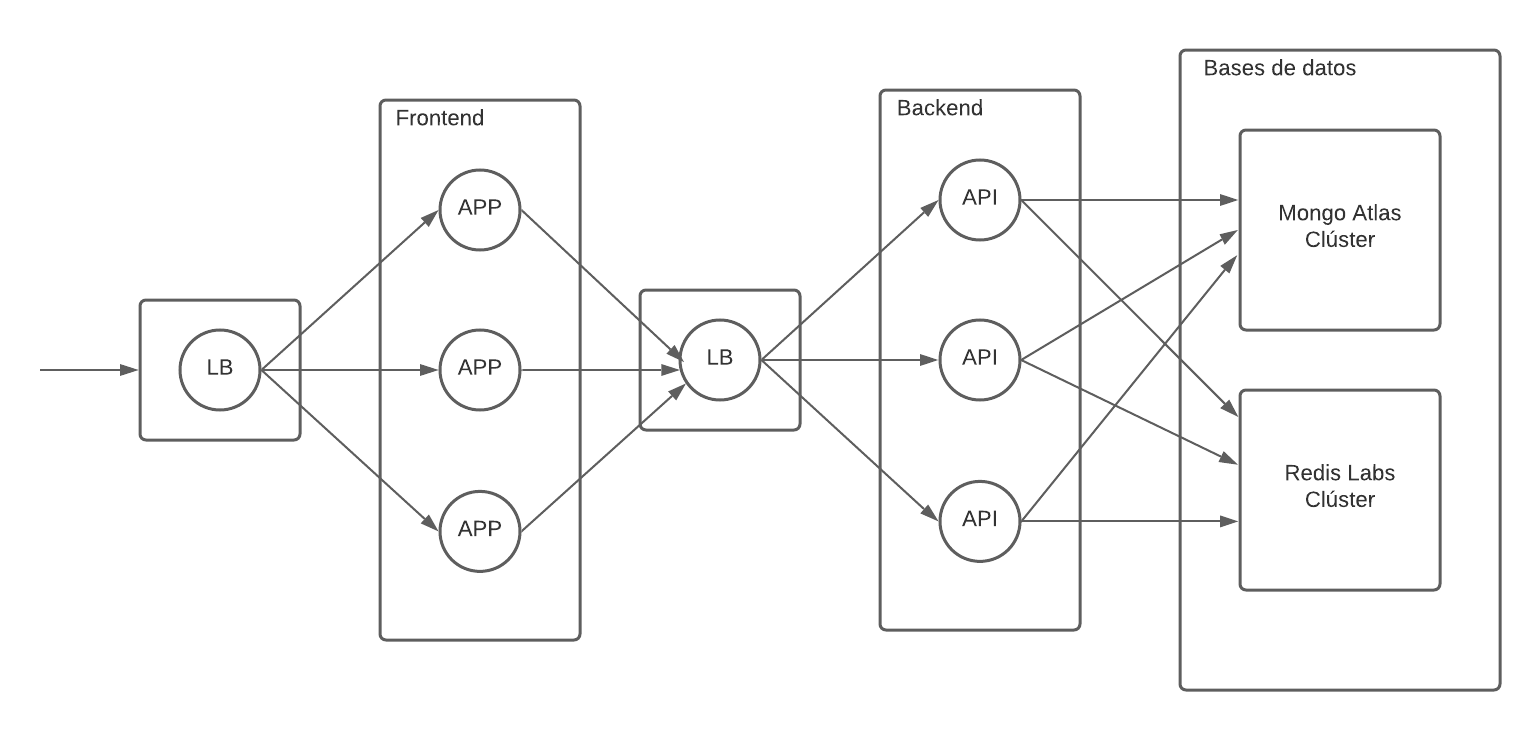 LB
Frontend
APP
APP
APP
LB
Backend
API
API
API
Bases de datos
Mongo Atlas
Clúster
Redis Labs
Clúster